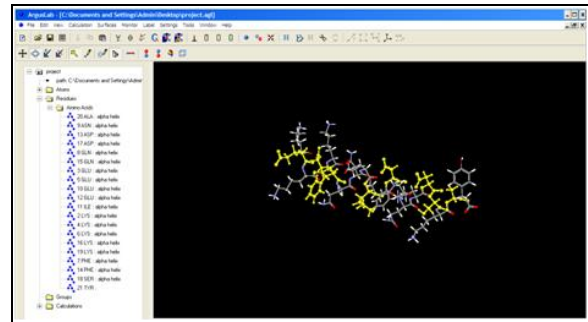 ArgusLab - [C:\Documents and Settings\Admin\Desktop\project.agl]
File Edit View Calculation Surfaces Monitor Label Settings Tools Window Help
project
path: C:\Documents and Settings\Admin
Atoms
Residues
Amino Acids
20 ALA : alpha helix
9 ASN : alpha helix
13 ASP : alpha helix
17 ASP : alpha helix
8 GLN : alpha helix
15 GLN : alpha helix
3 GLU : alpha helix
5 GLU : alpha helix
10 GLU : alpha helix
12 GLU : alpha helix
11 ILE : alpha helix
2 LYS : alpha helix
4 LYS : alpha helix
6 LYS : alpha helix
16 LYS : alpha helix
19 LYS : alpha helix
7 PHE : alpha helix
14 PHE : alpha helix
18 SER : alpha helix
21 TYR :
Groups
Calculations